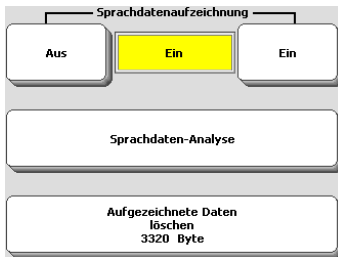 Sprachdatenaufzeichnung
Aus
Ein
Ein
Sprachdaten-Analyse
Aufgezeichnete Daten
löschen
3320 Byte